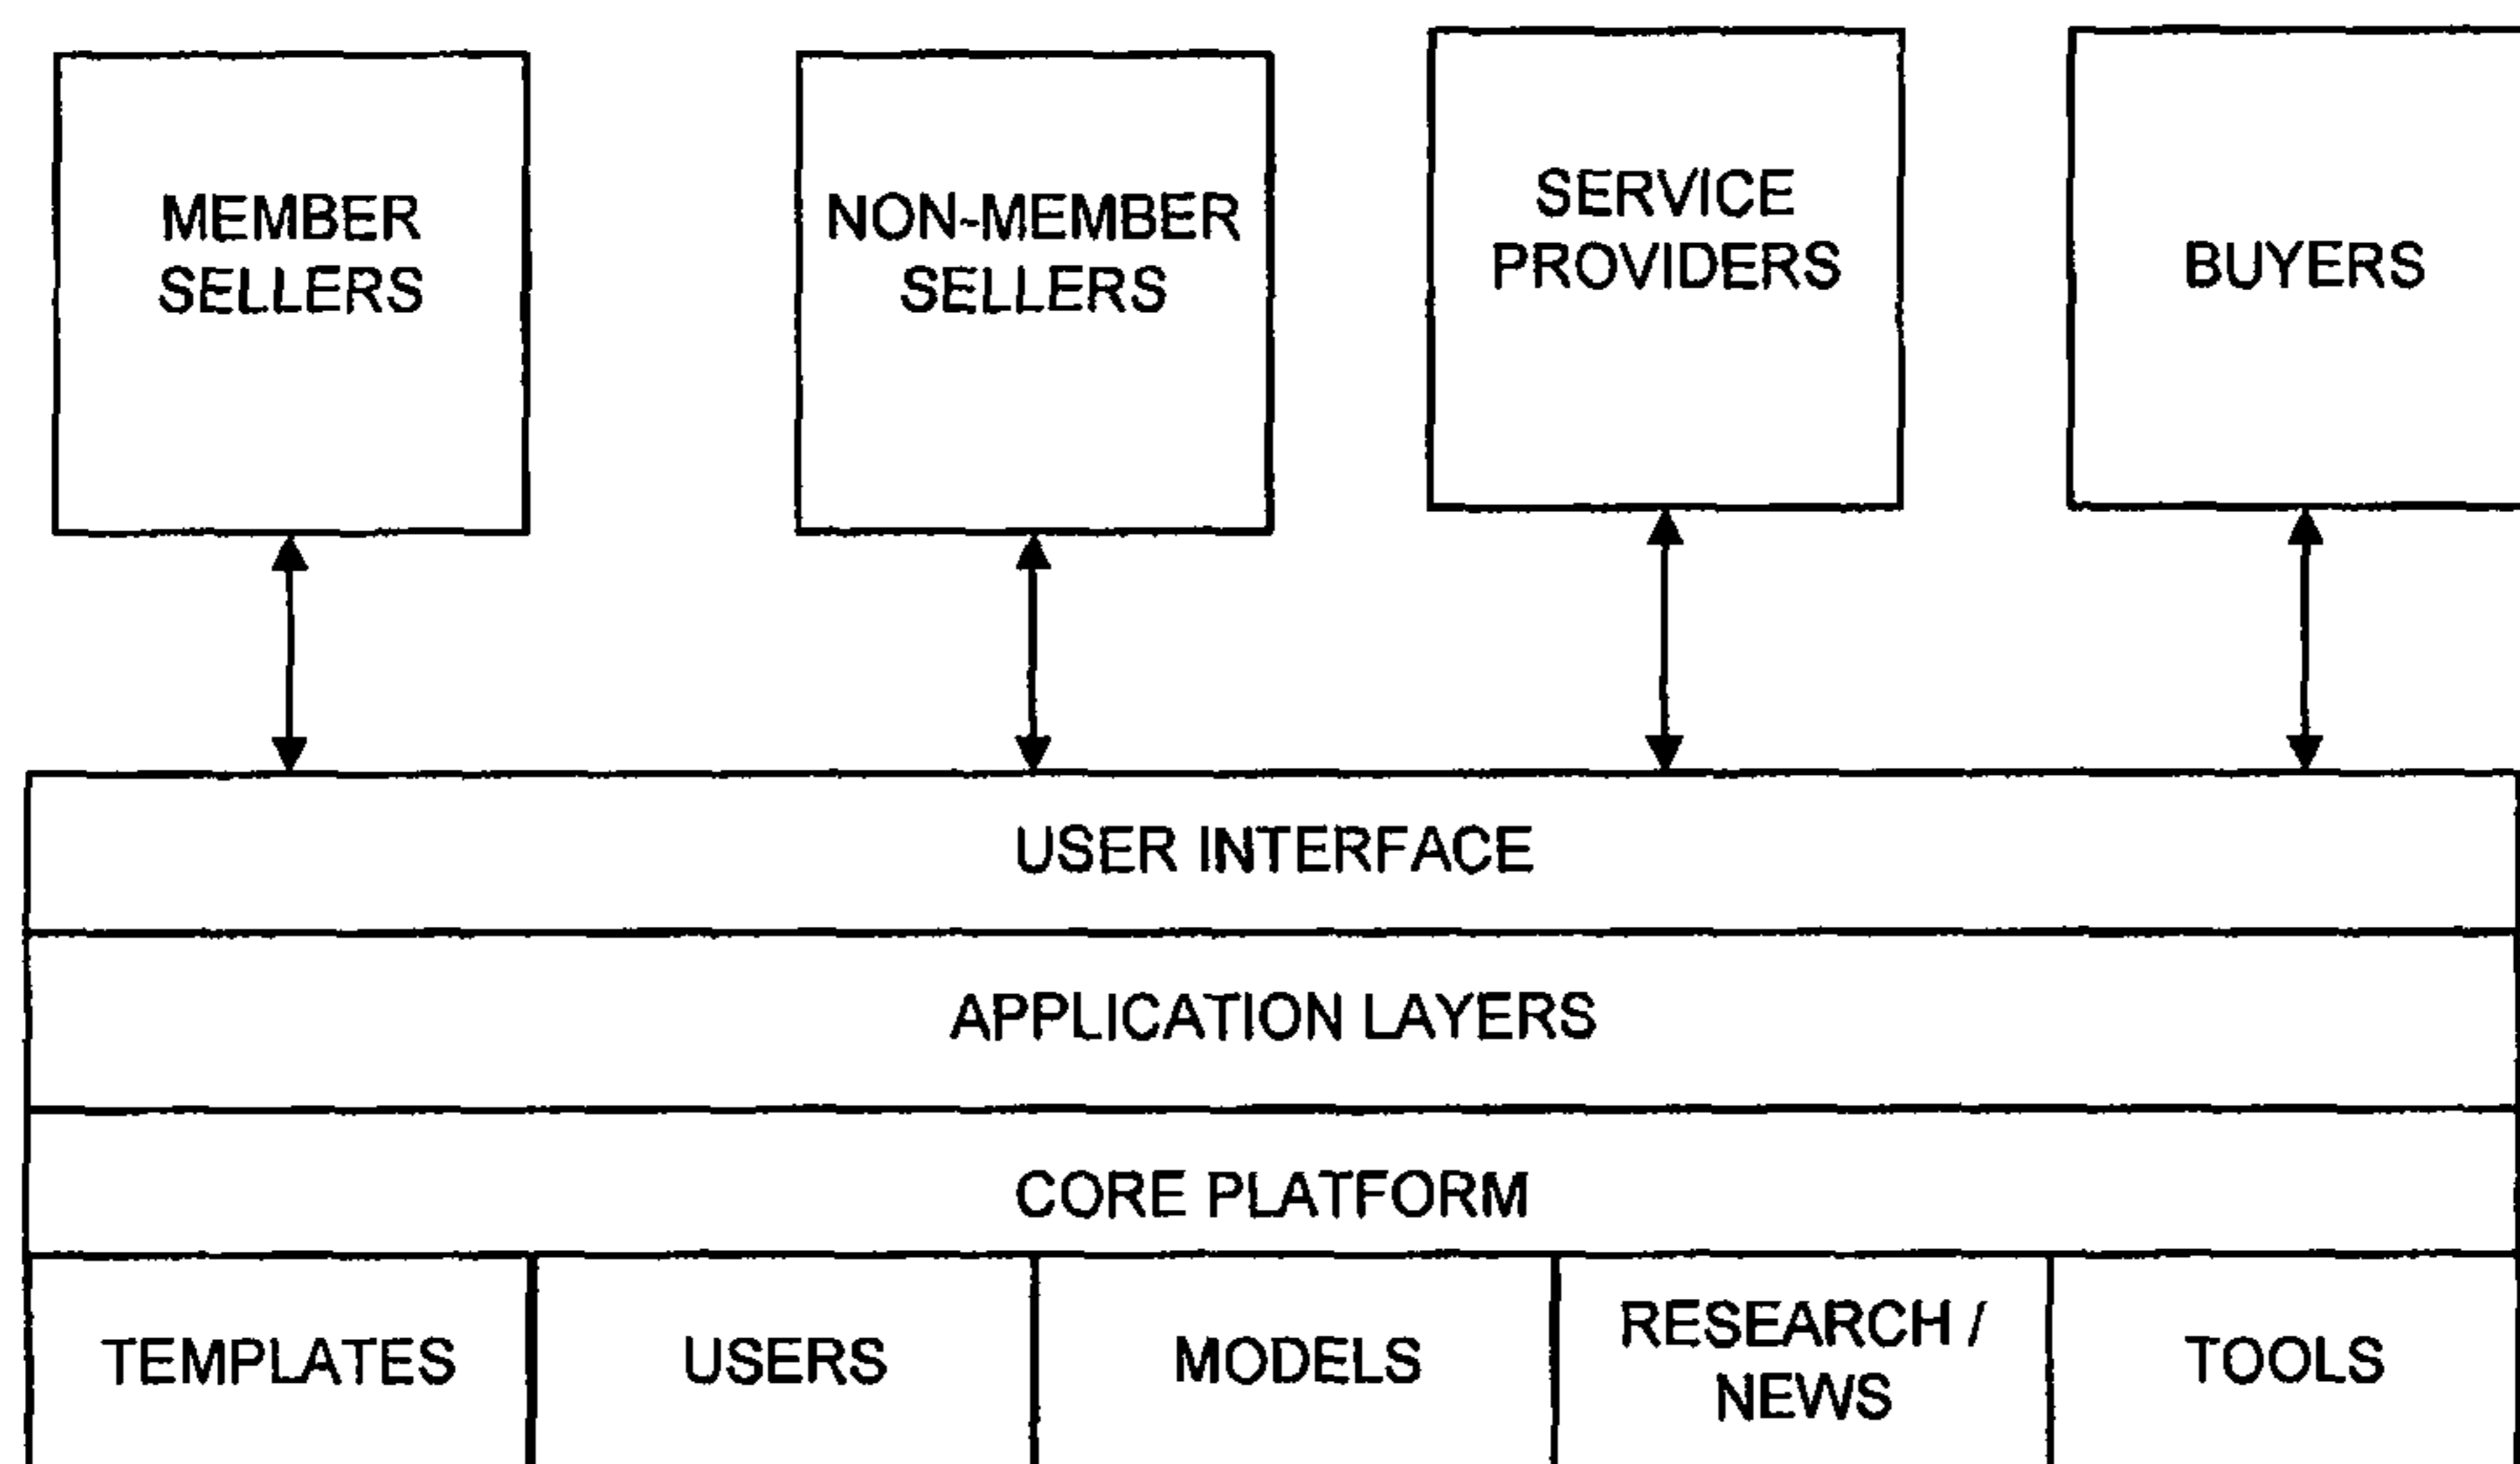 MEMBER
SELLERS
NON-MEMBER
SELLERS
SERVICE
PROVIDERS
BUYERS
USER INTERFACE
APPLICATION LAYERS
CORE PLATFORM
TEMPLATES
USERS
MODELS
RESEARCH /
NEWS
TOOLS